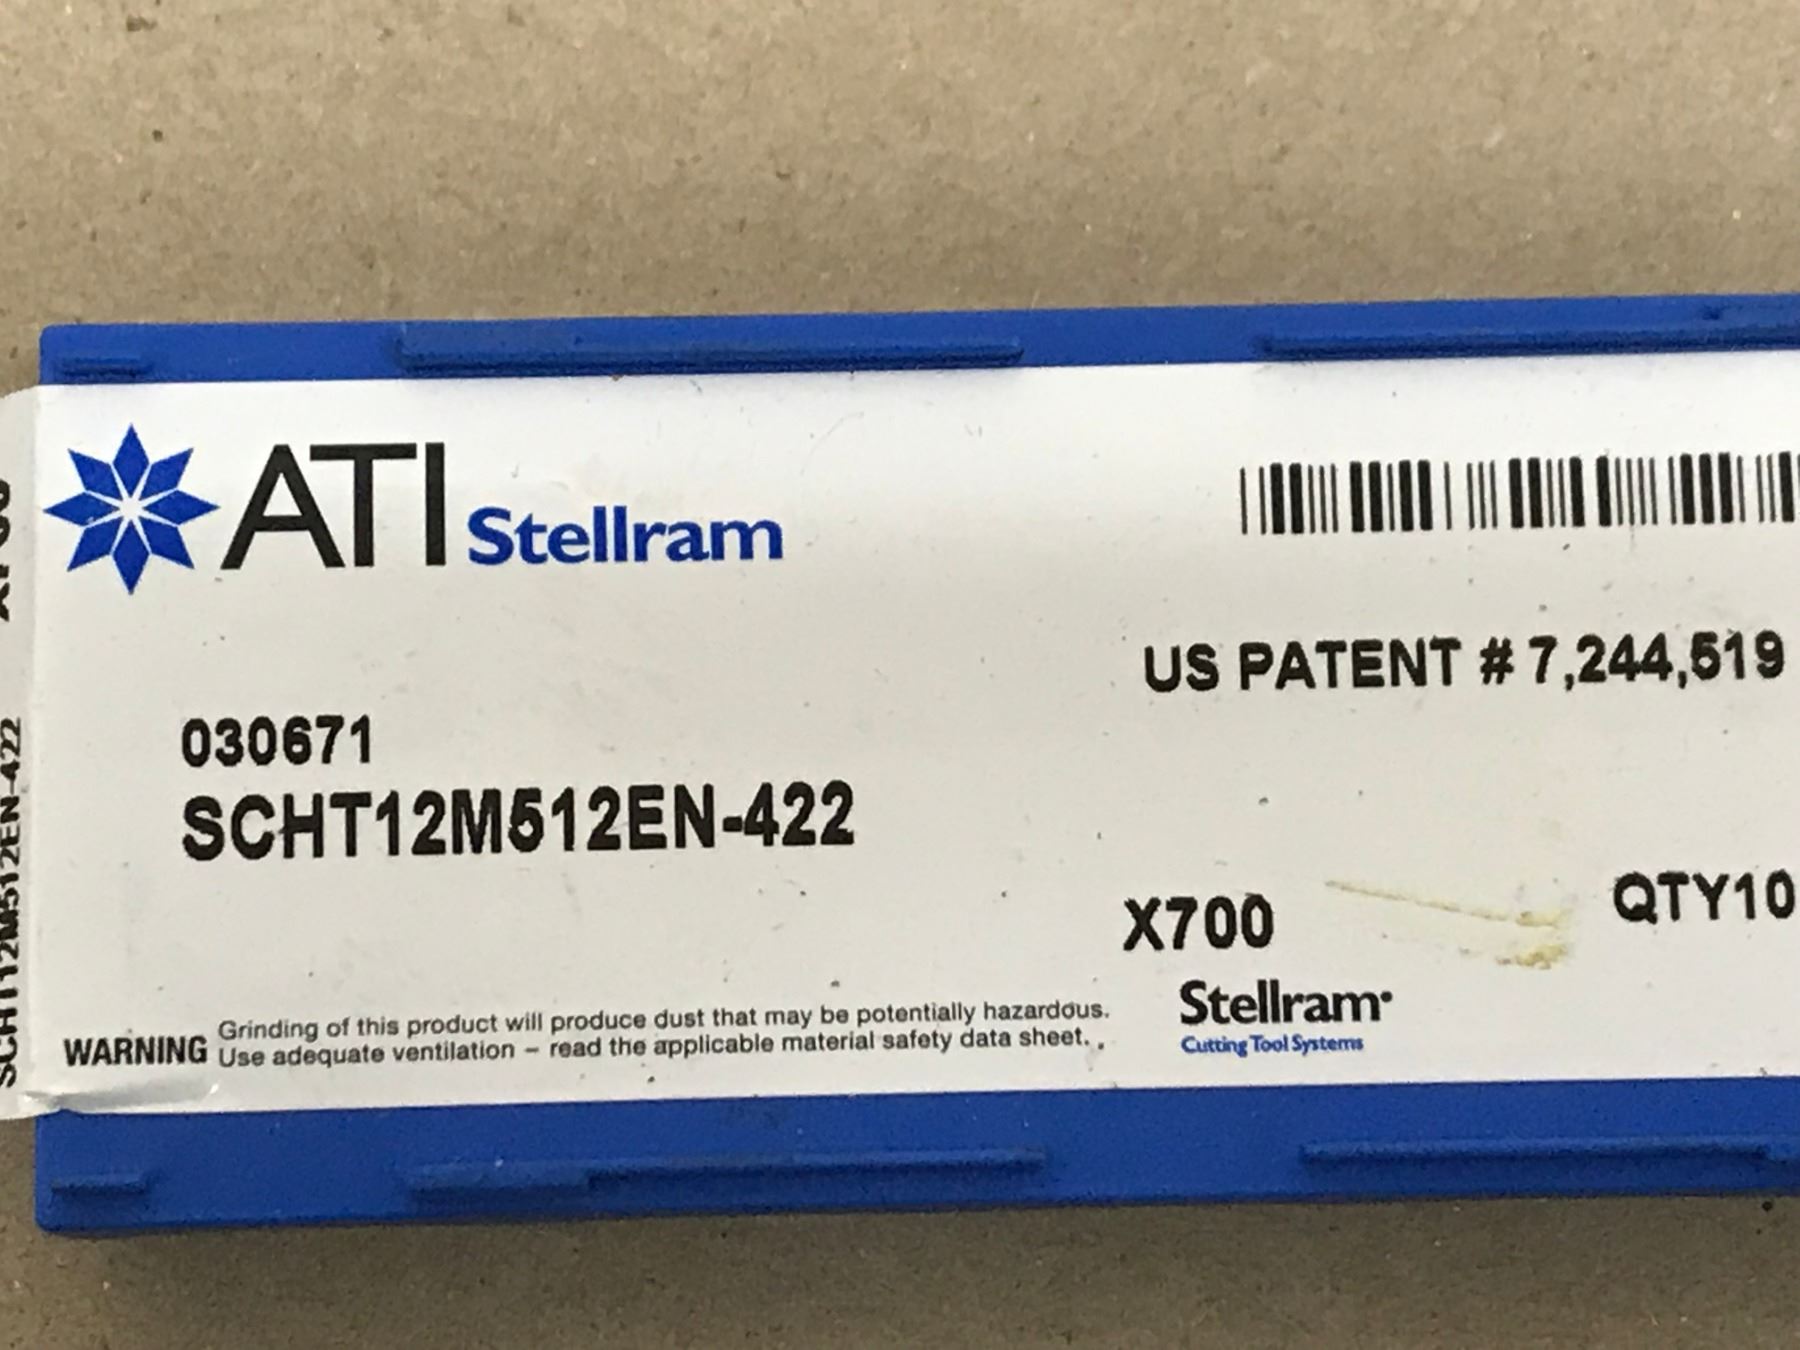 ATI Stellram
US PATENT # 7,244,519
030671
SCHT12M512EN-422
X700
QTY10
WARNING
Grinding of this product will produce dust that may be potentially hazardous.
Use adequate ventilation – read the applicable material safety data sheet.
Stellram
Cutting Tool Systems
SCHT12M512EN-422